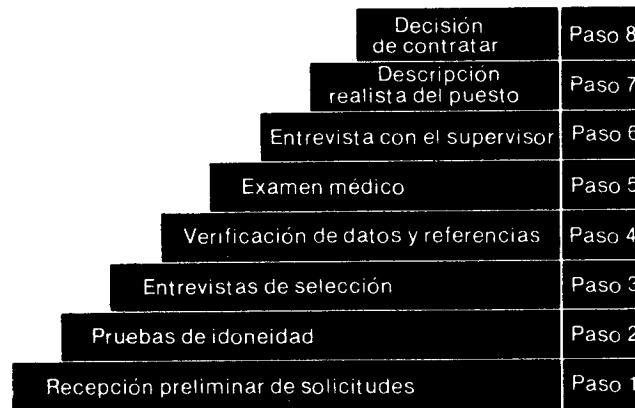 Decisión
de contratar
Paso 8
Descripción
realista del puesto
Paso 7
Entrevista con el supervisor
Paso 6
Examen médico
Paso 5
Verificación de datos y referencias
Paso 4
Entrevistas de selección
Paso 3
Pruebas de idoneidad
Paso 2
Recepción preliminar de solicitudes
Paso 1